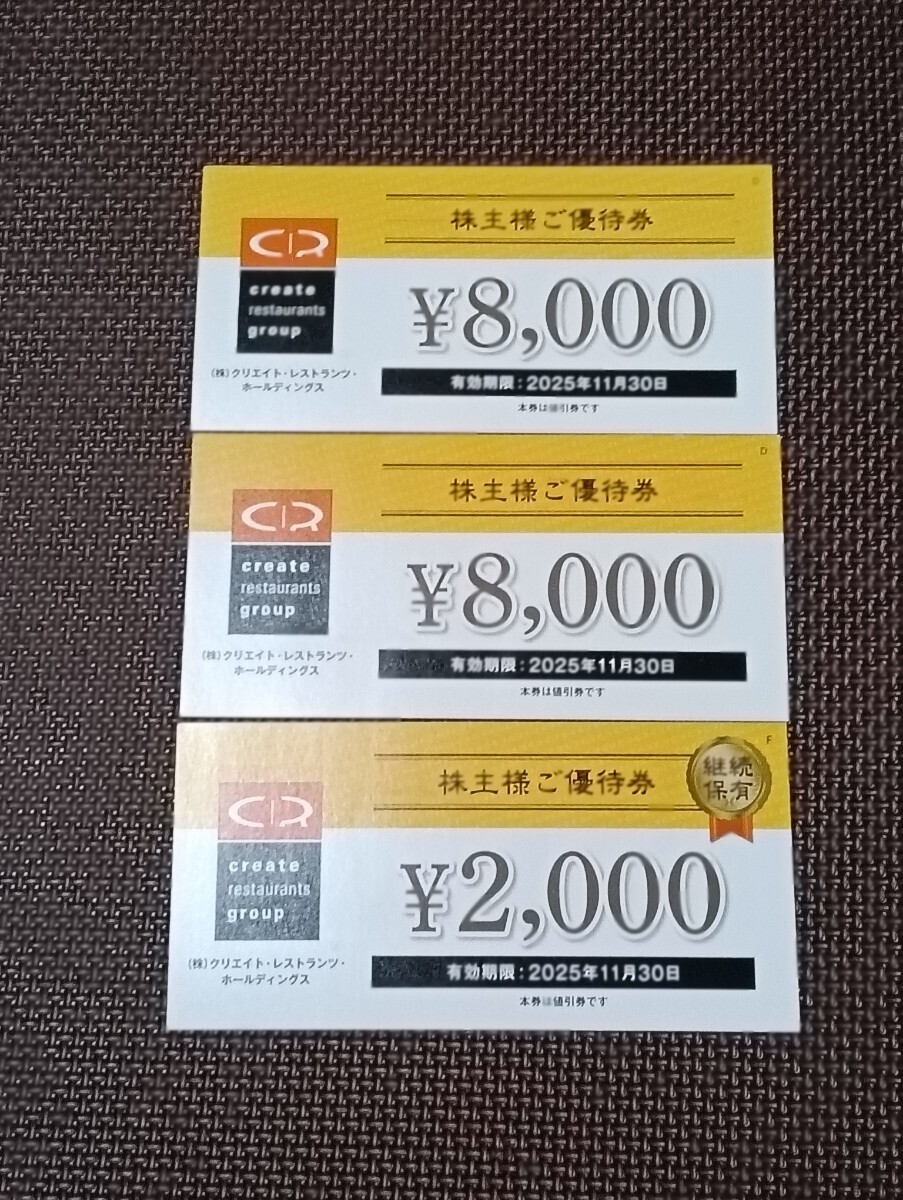 株主様ご優待券
CR
create
restaurants
group
¥8,000
(株)クリエイト・レストランツ・
ホールディングス
有効期限：2025年11月30日
本券は値引券です
D
株主様ご優待券
CR
create
restaurants
group
¥8,000
(株)クリエイト・レストランツ・
ホールディングス
有効期限：2025年11月30日
本券は値引券です
F
継続
保有
株主様ご優待券
CR
create
restaurants
group
¥2,000
(株)クリエイト・レストランツ・
ホールディングス
有効期限：2025年11月30日
本券は値引券です